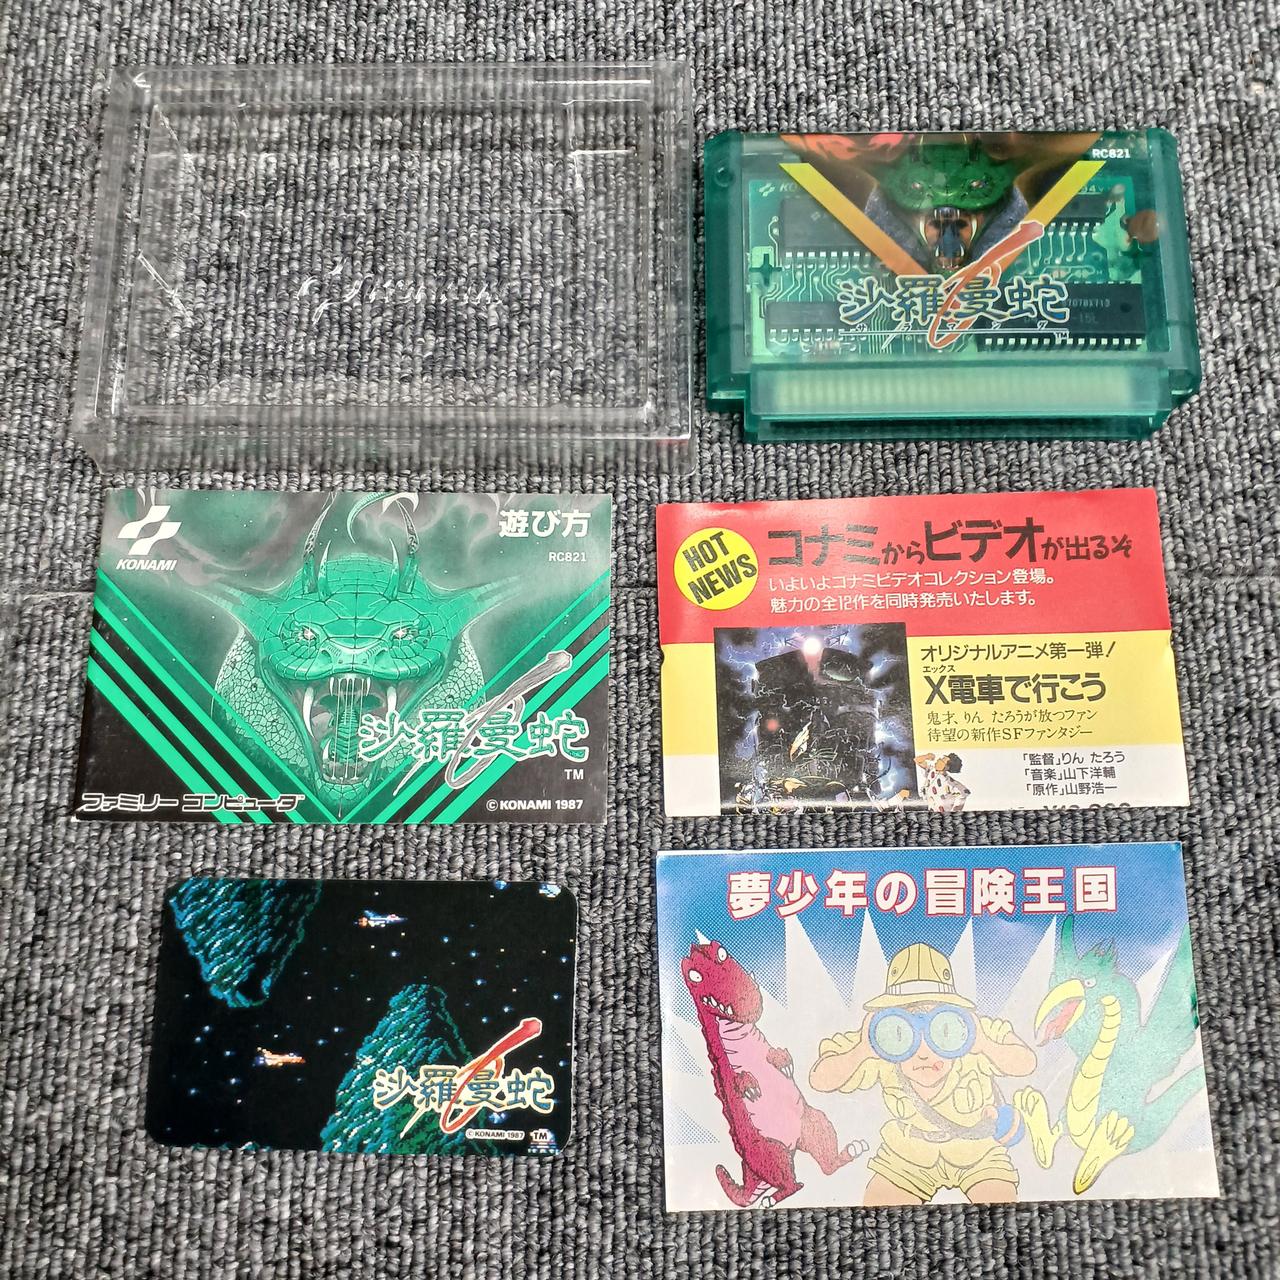 RC821
沙羅曼蛇
サラマンダ
TM
KONAMI
遊び方
RC821
沙羅曼蛇
TM
ファミリーコンピュータ
© KONAMI 1987
HOT NEWS
コナミからビデオが出るぞ
いよいよコナミビデオコレクション登場。
魅力の全12作を同時発売いたします。
オリジナルアニメ第一弾!
エックス
X電車で行こう
鬼才、りん たろうが放つファン
待望の新作SFファンタジー
「監督」りん たろう
「音楽」山下洋輔
「原作」山野浩一
沙羅曼蛇
© KONAMI 1987
TM
夢少年の冒険王国